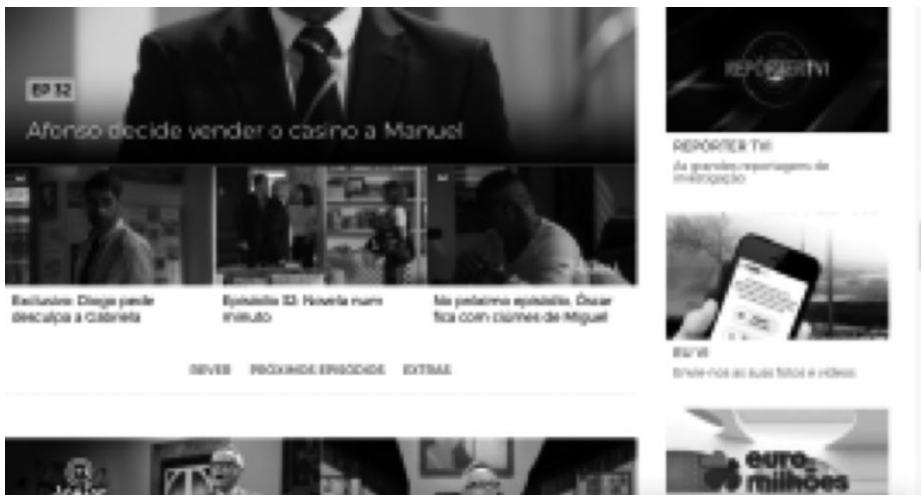 EP 32
Afonso decide vender o casino a Manuel
Exclusivo: Diogo pede
desculpa a Gabriela
Episódio 32: Novela num
minuto
No próximo episódio, Óscar
fica com ciúmes de Miguel
REVER PRÓXIMOS EPISÓDIOS EXTRAS
REPÓRTER TVI
REPÓRTER TVI
As grandes reportagens de
investigação
EU VI
Envie-nos as suas fotos e vídeos
euro
milhões